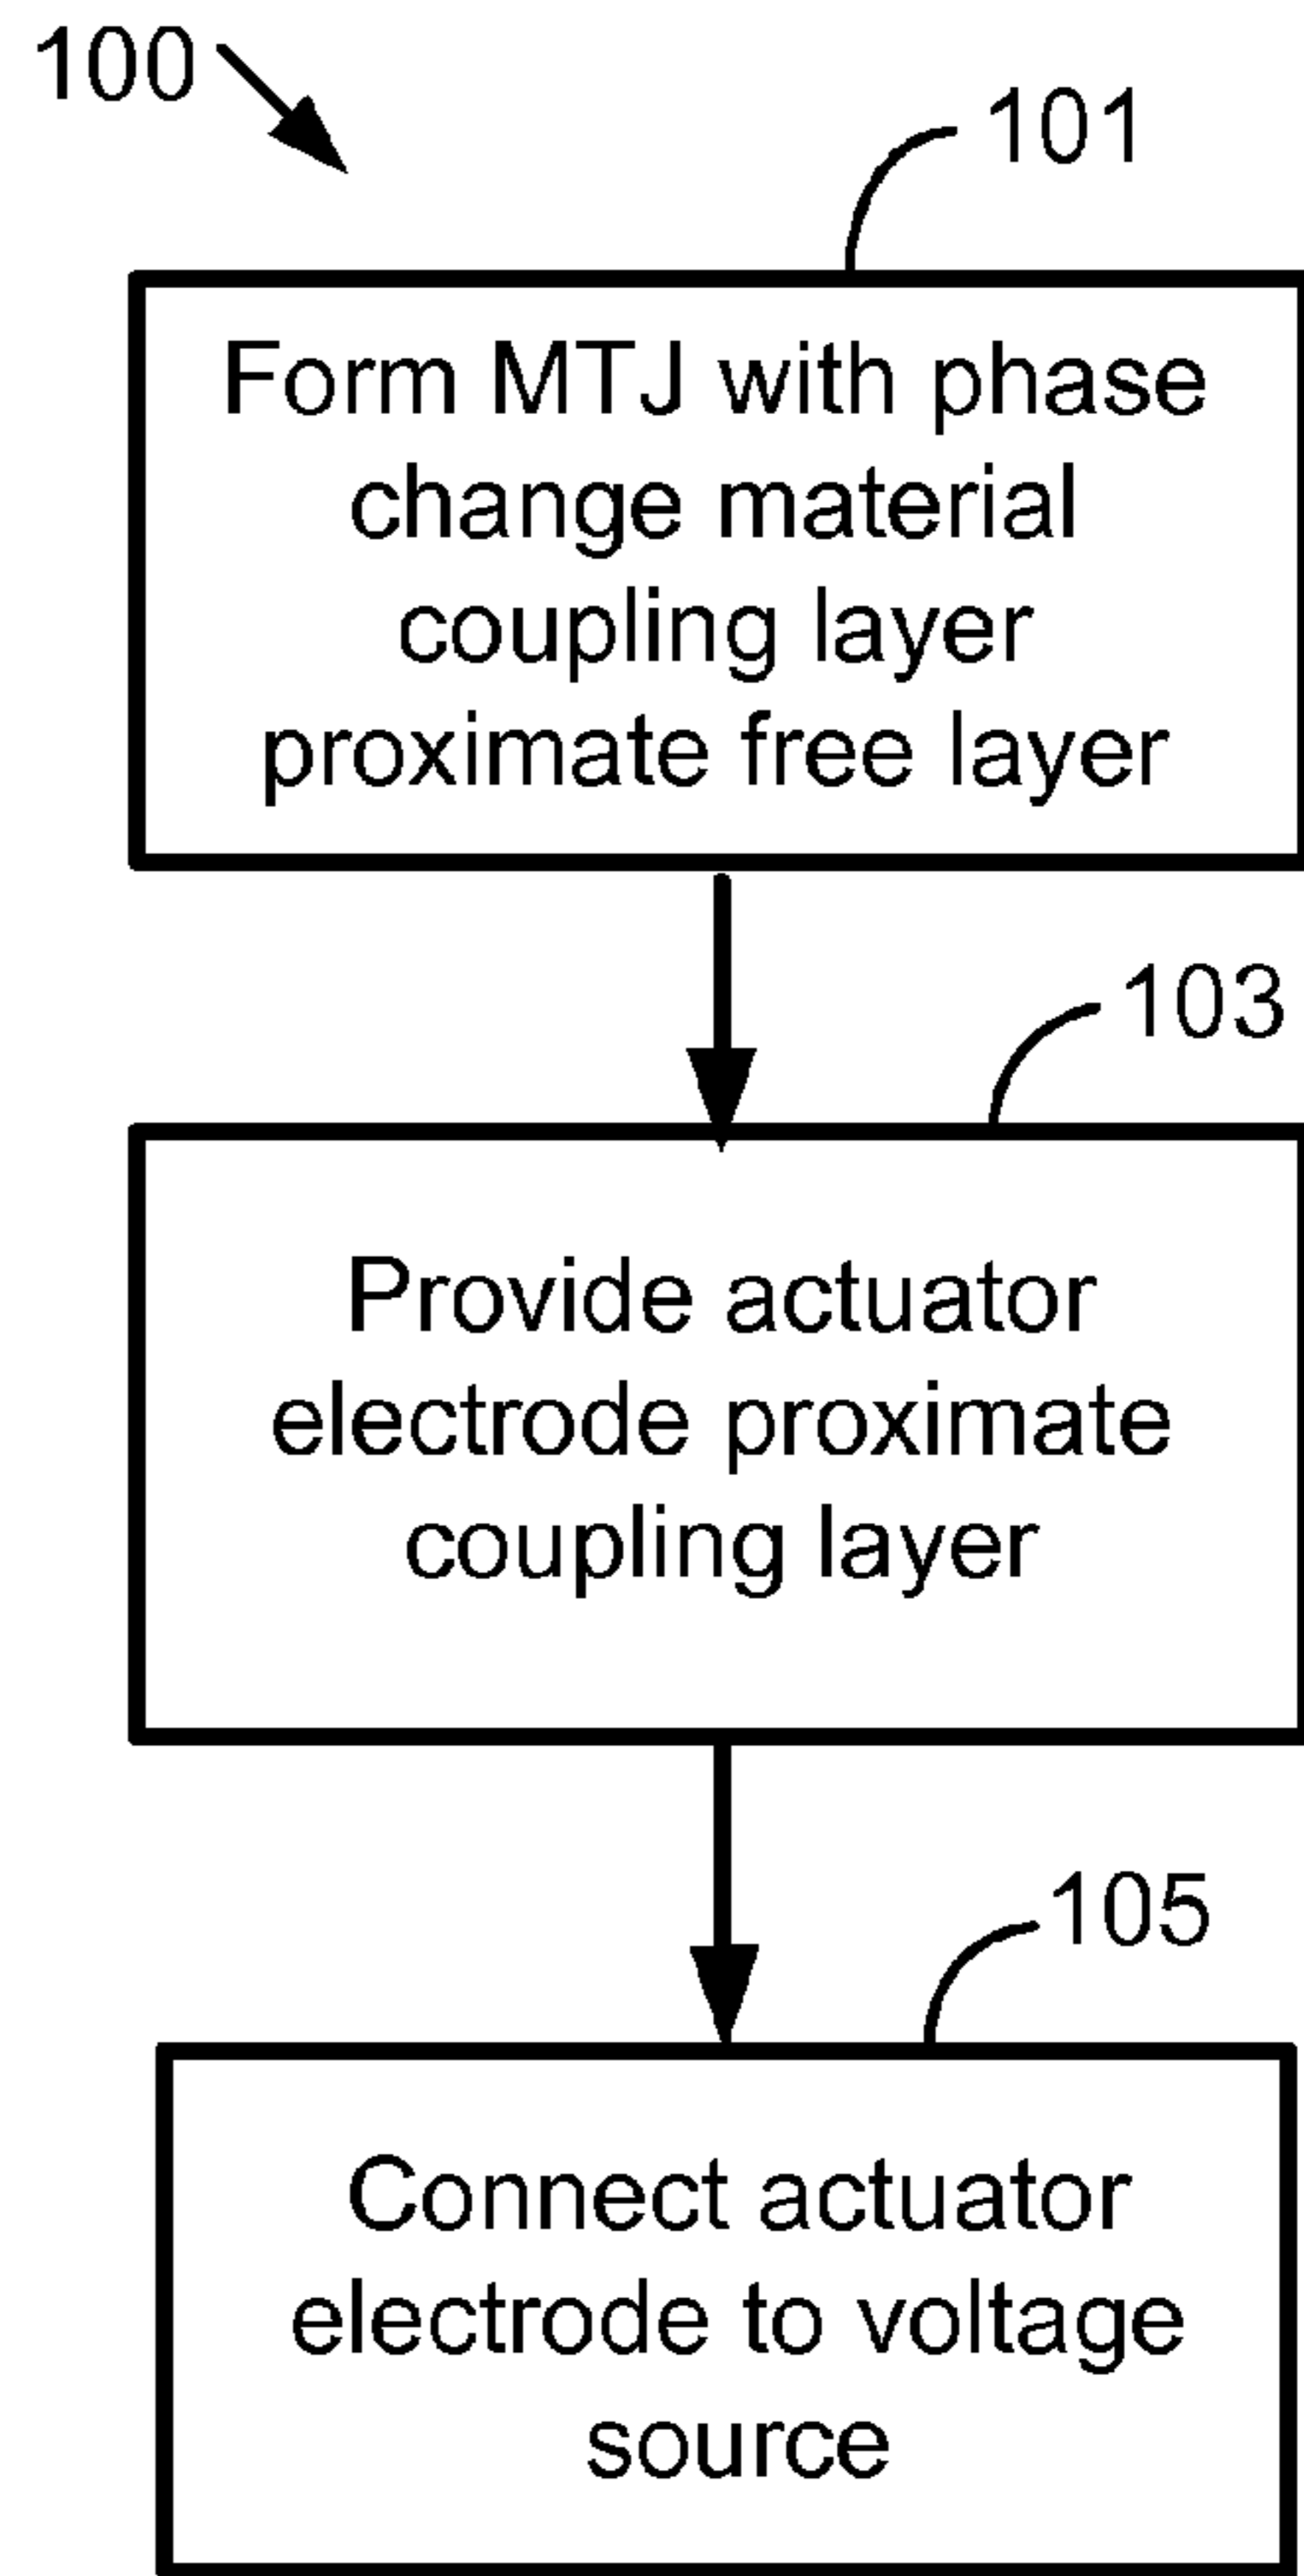 100
101
Form MTJ with phase
change material
coupling layer
proximate free layer
103
Provide actuator
electrode proximate
coupling layer
105
Connect actuator
electrode to voltage
source